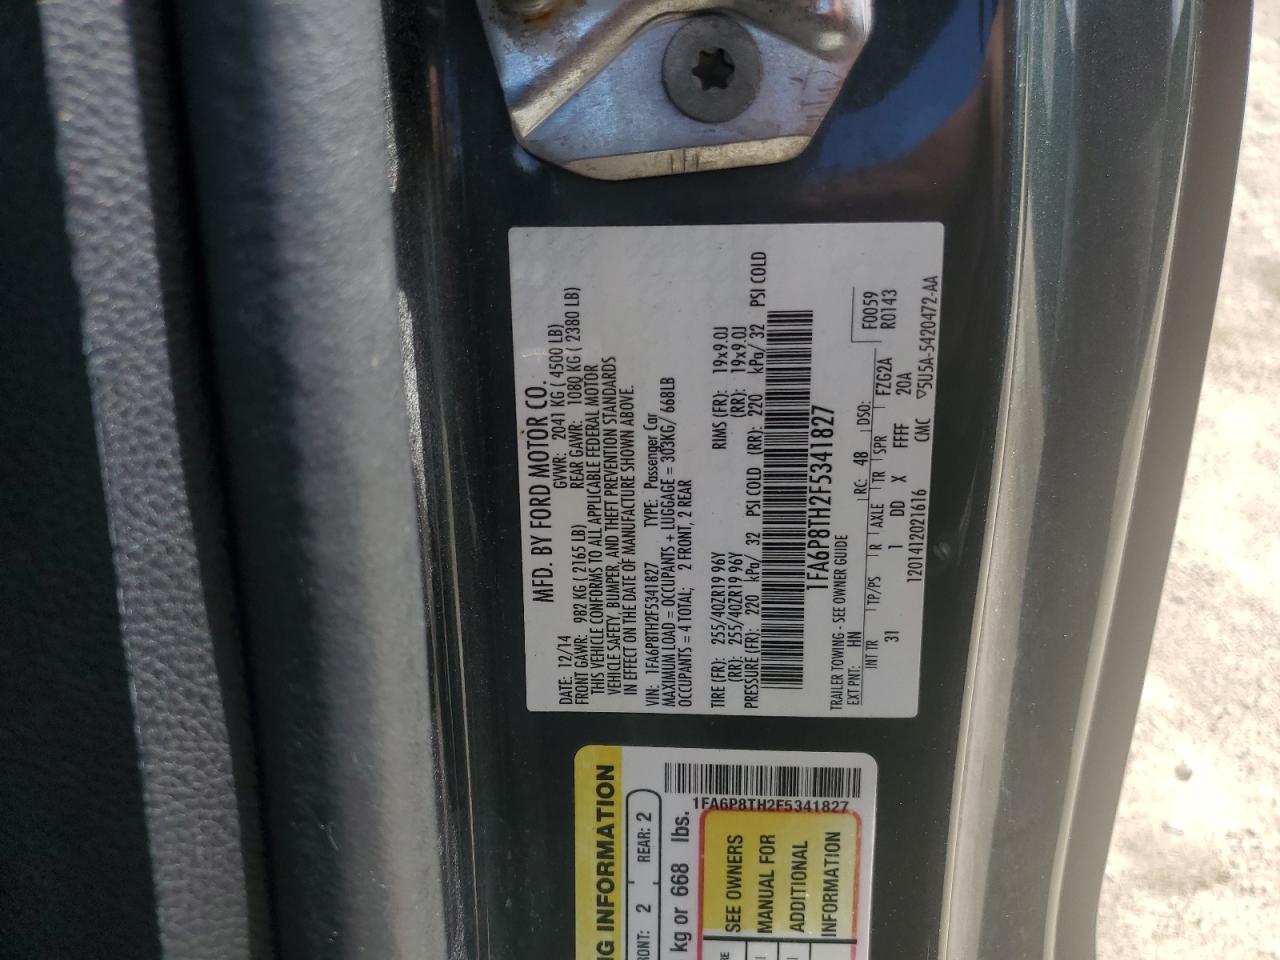 MFD. BY FORD MOTOR CO.
DATE: 12/14 GVWR: 2041 KG ( 4500 LB)
FRONT GAWR: 982 KG ( 2165 LB) REAR GAWR: 1080 KG ( 2380 LB)
THIS VEHICLE CONFORMS TO ALL APPLICABLE FEDERAL MOTOR
VEHICLE SAFETY, BUMPER, AND THEFT PREVENTION STANDARDS
IN EFFECT ON THE DATE OF MANUFACTURE SHOWN ABOVE.
VIN: 1FA6P8TH2F5341827 TYPE: Passenger Car
MAXIMUM LOAD = OCCUPANTS + LUGGAGE = 303KG/ 668LB
OCCUPANTS = 4 TOTAL; 2 FRONT, 2 REAR
TIRE (FR): 255/40ZR19 96Y RIMS (FR): 19x9.0J
(RR): 255/40ZR19 96Y (RR): 19x9.0J
PRESSURE (FR): 220 kPa/ 32 PSI COLD (RR): 220 kPa/ 32 PSI COLD
1FA6P8TH2F5341827
TRAILER TOWING - SEE OWNER GUIDE
EXT PNT: HN RC: 48 DSO: F0059
INT TR TP/PS R AXLE TR SPR FZG2A R0143
31 1 DD X FFFF 20A
1201412021616 CMC ▽5U5A-5420472-AA
NG INFORMATION
RONT: 2 REAR: 2
kg or 668 lbs.
1FA6P8TH2F5341827
SEE OWNERS
MANUAL FOR
ADDITIONAL
INFORMATION